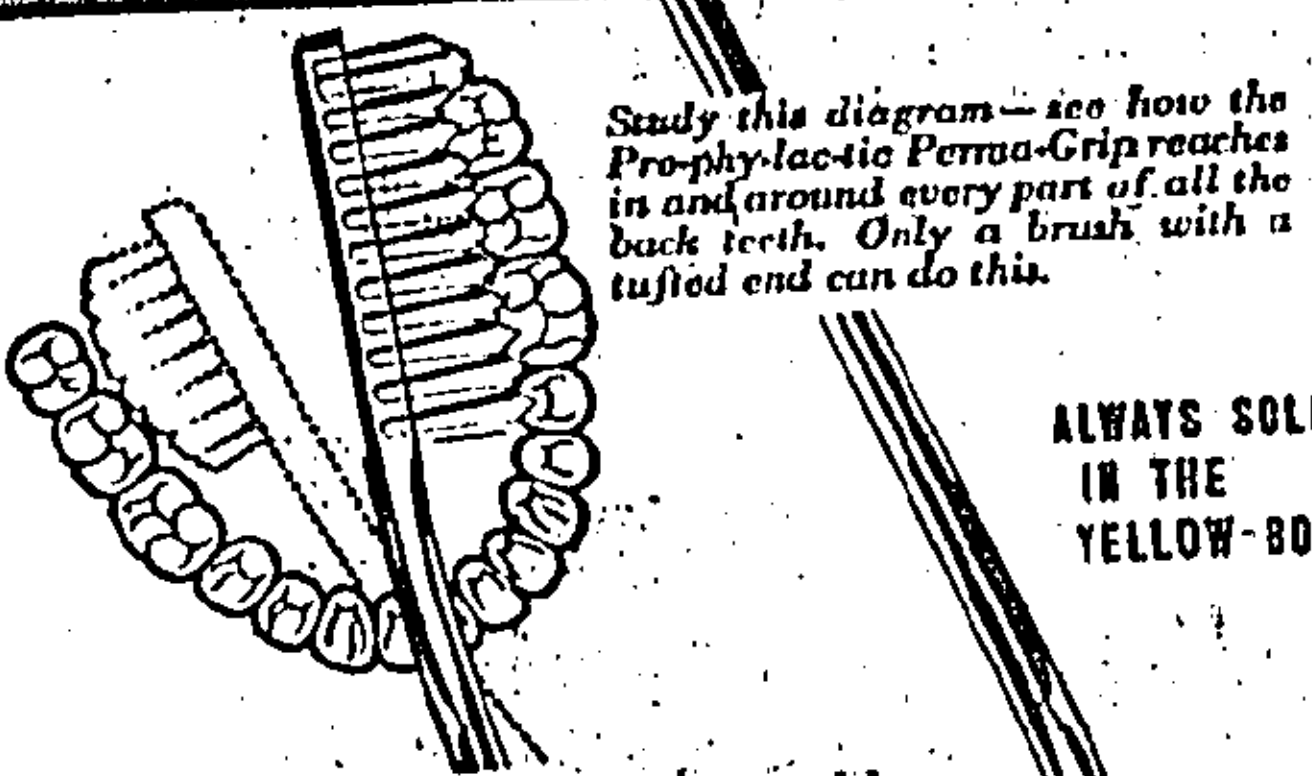 Study this diagram — see how the
Pro-phy-lac-tic Perma-Grip reaches
in and around every part of all the
back teeth. Only a brush with a
tufted end can do this.
ALWAYS SOL
IN THE
YELLOW-BO